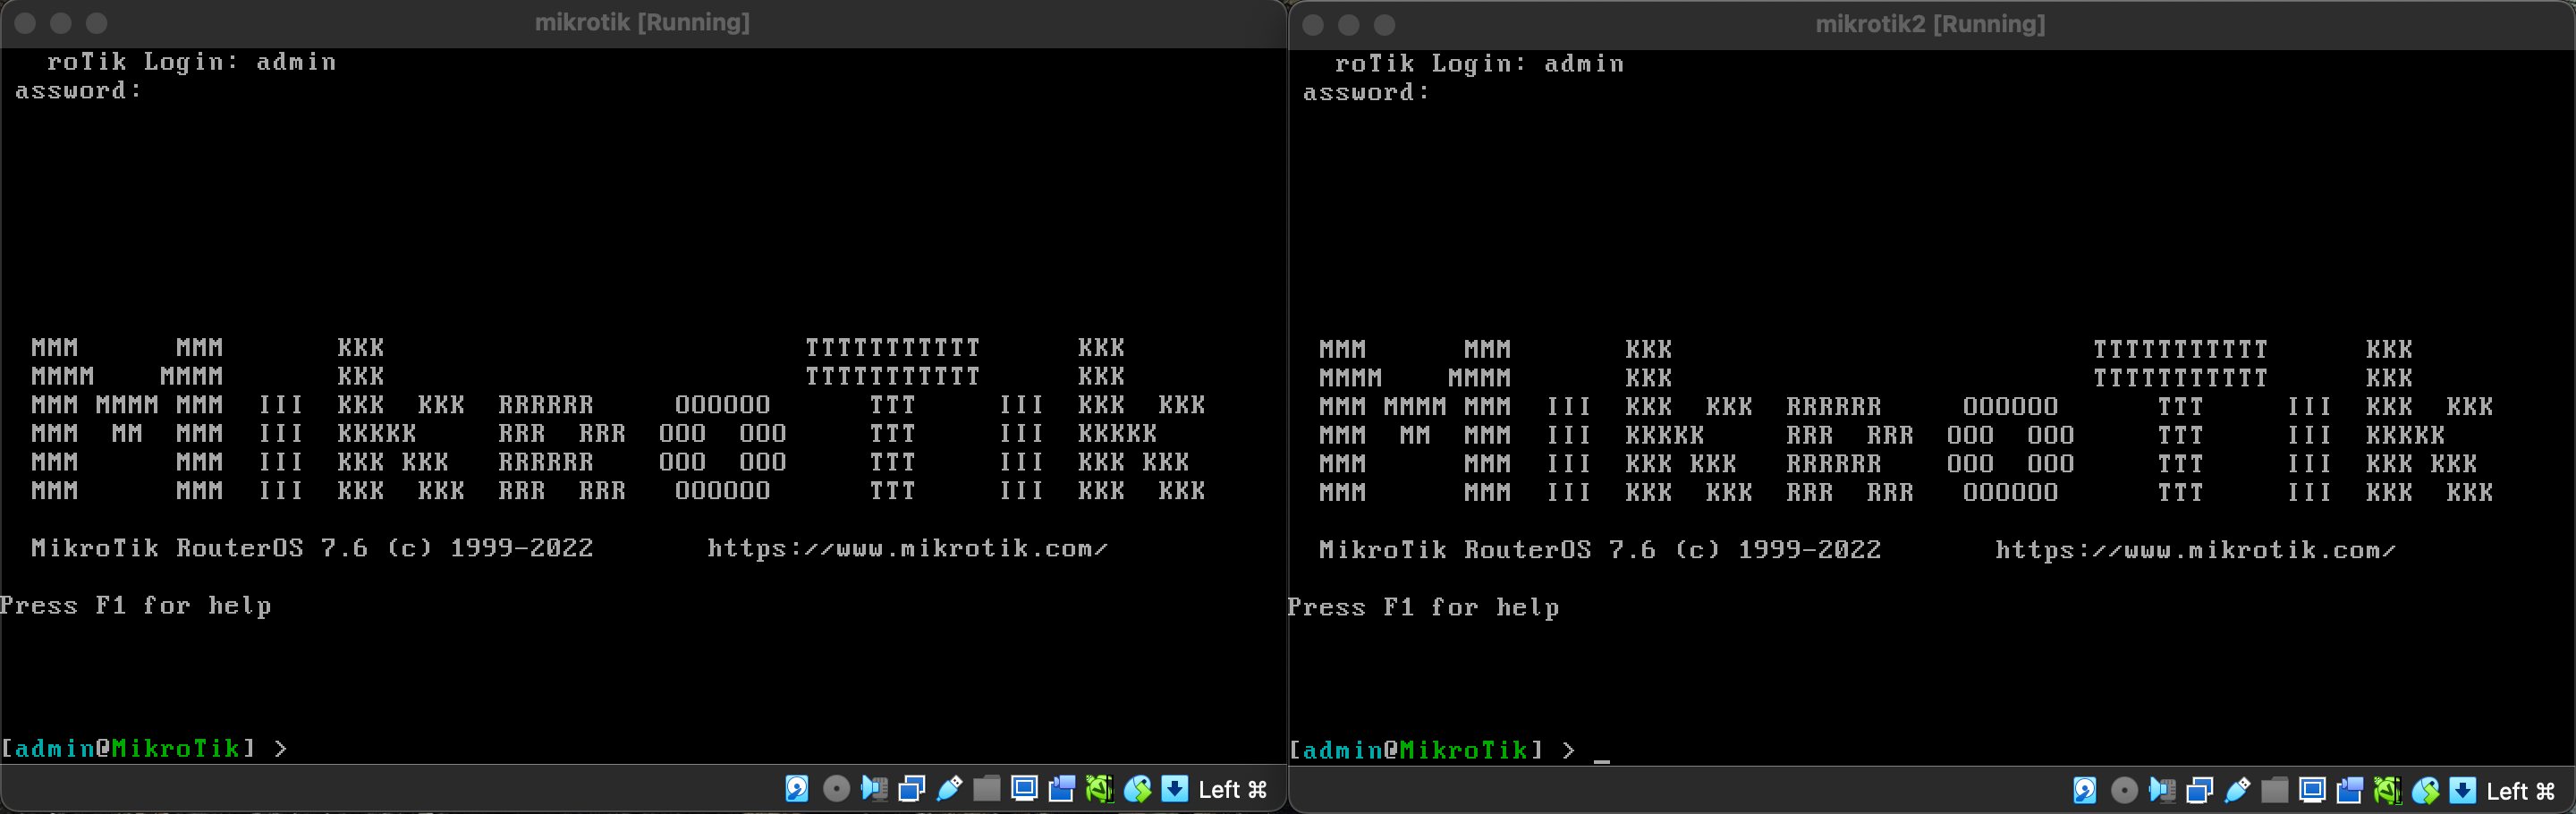 mikrotik [Running]
roTik Login: admin
assword:
MMM      MMM       KKK                          TTTTTTTTTTT      KKK
MMMM    MMMM       KKK                          TTTTTTTTTTT      KKK
MMM MMMM MMM  III  KKK  KKK  RRRRRR     OOOOOO      TTT     III  KKK  KKK
MMM  MM  MMM  III  KKKKK     RRR  RRR  OOO  OOO     TTT     III  KKKKK
MMM      MMM  III  KKK KKK   RRRRRR    OOO  OOO     TTT     III  KKK KKK
MMM      MMM  III  KKK  KKK  RRR  RRR   OOOOOO      TTT     III  KKK  KKK
MikroTik RouterOS 7.6 (c) 1999-2022       https://www.mikrotik.com/
Press F1 for help
[admin@MikroTik] >
Left ⌘
mikrotik2 [Running]
roTik Login: admin
assword:
MMM      MMM       KKK                          TTTTTTTTTTT      KKK
MMMM    MMMM       KKK                          TTTTTTTTTTT      KKK
MMM MMMM MMM  III  KKK  KKK  RRRRRR     OOOOOO      TTT     III  KKK  KKK
MMM  MM  MMM  III  KKKKK     RRR  RRR  OOO  OOO     TTT     III  KKKKK
MMM      MMM  III  KKK KKK   RRRRRR    OOO  OOO     TTT     III  KKK KKK
MMM      MMM  III  KKK  KKK  RRR  RRR   OOOOOO      TTT     III  KKK  KKK
MikroTik RouterOS 7.6 (c) 1999-2022       https://www.mikrotik.com/
Press F1 for help
[admin@MikroTik] > _
Left ⌘